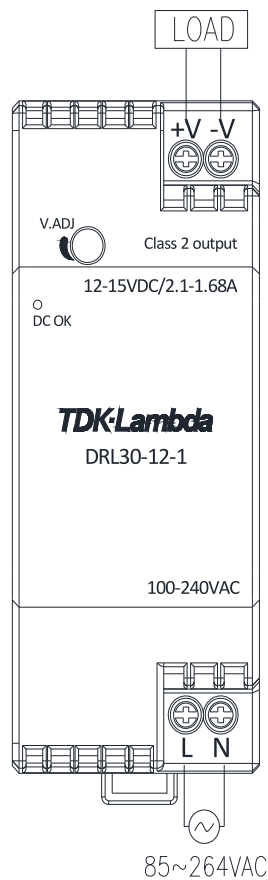 LOAD
+V -V
V.ADJ
Class 2 output
12-15VDC/2.1-1.68A
DC OK
TDK·Lambda
DRL30-12-1
100-240VAC
L N
85~264VAC